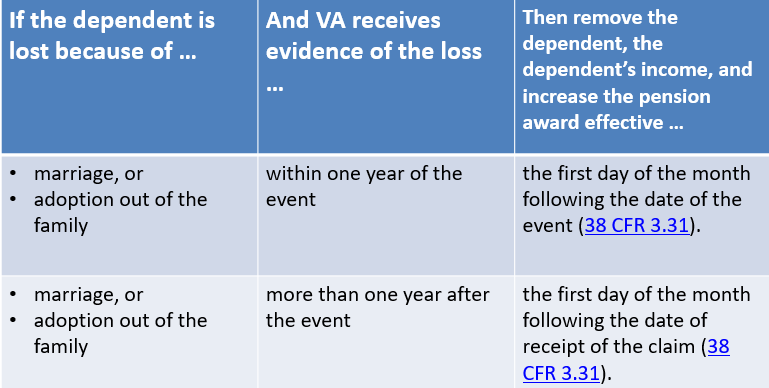 If the dependent is
lost because of …
And VA receives
evidence of the loss
…
Then remove the
dependent, the
dependent's income, and
increase the pension
award effective …
• marriage, or
• adoption out of the
family
within one year of the
event
the first day of the month
following the date of the
event (38 CFR 3.31).
• marriage, or
• adoption out of the
family
more than one year after
the event
the first day of the month
following the date of
receipt of the claim (38
CFR 3.31).